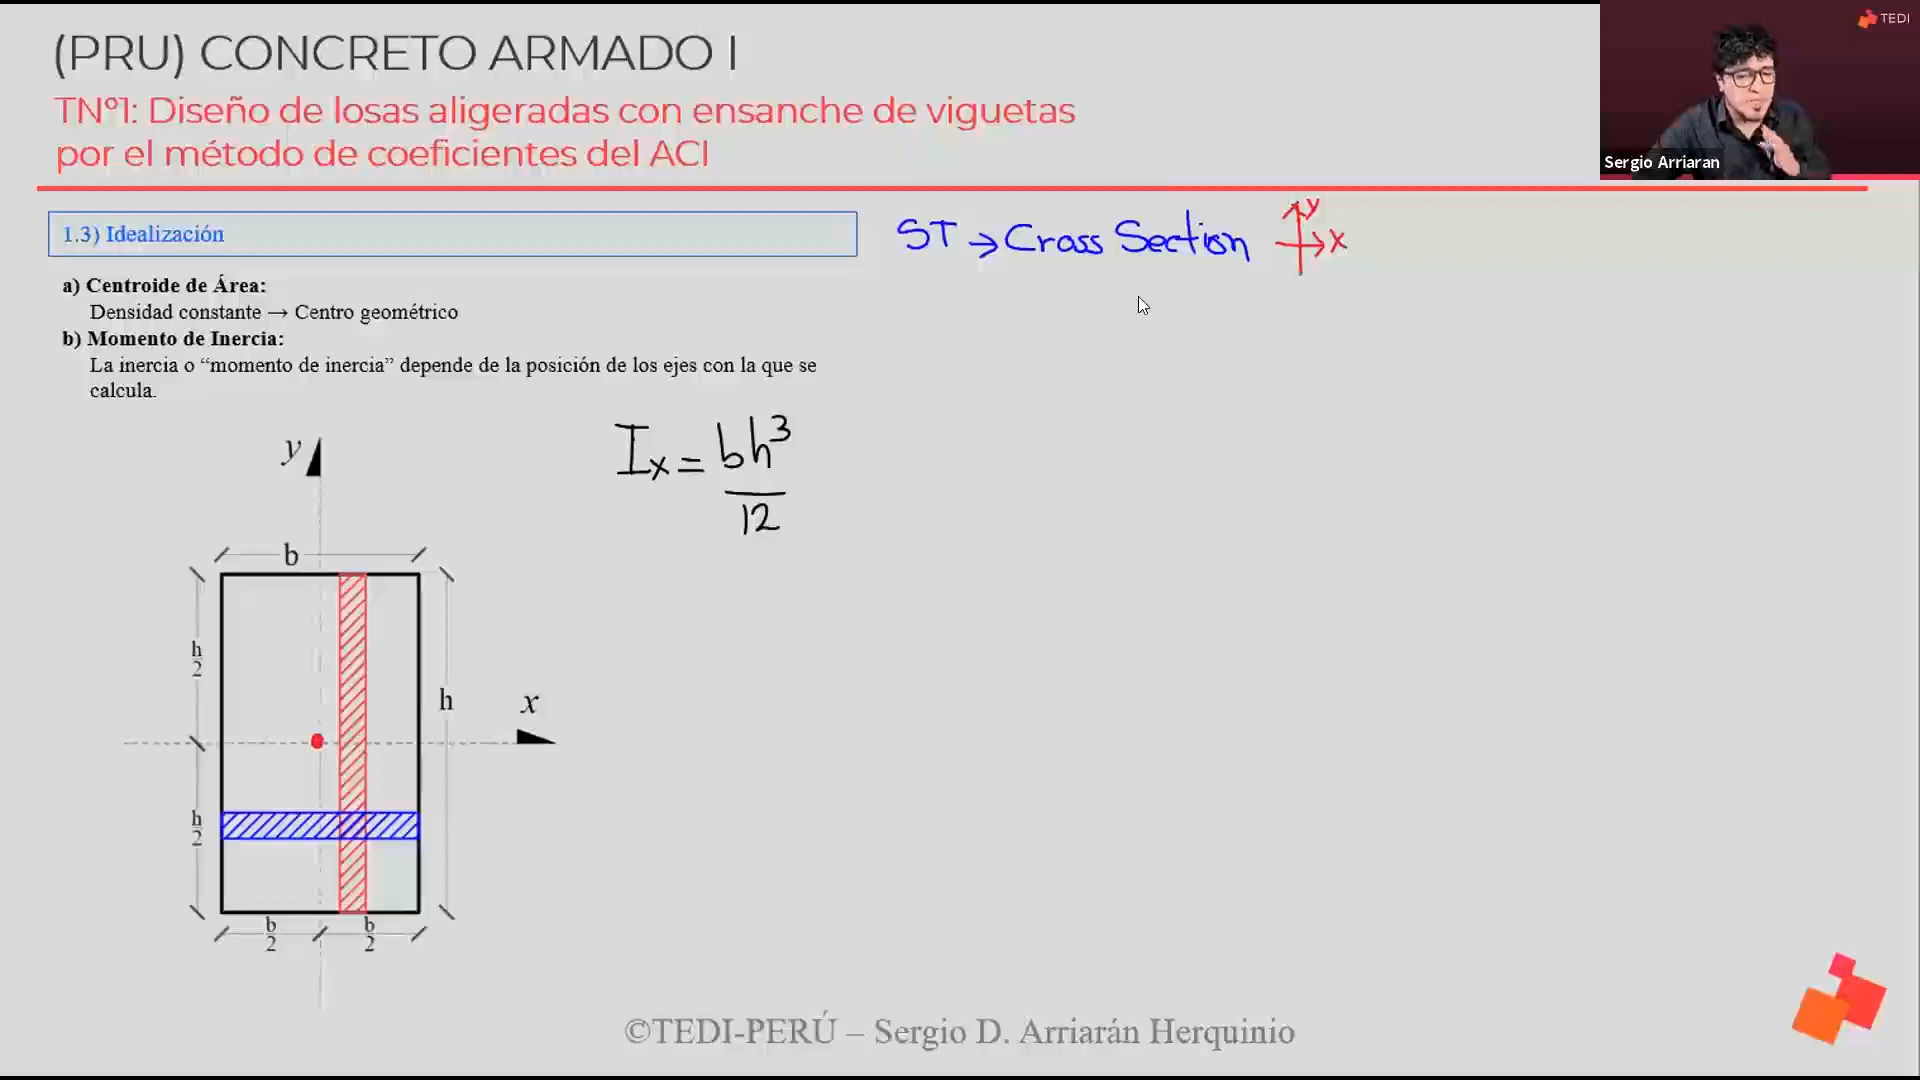 TEDI
(PRU) CONCRETO ARMADO I
TN°1: Diseño de losas aligeradas con ensanche de viguetas
por el método de coeficientes del ACI
Sergio Arriaran
1.3) Idealización
ST → Cross Section
y
x
a) Centroide de Área:
Densidad constante → Centro geométrico
b) Momento de Inercia:
La inercia o “momento de inercia” depende de la posición de los ejes con la que se
calcula.
Ix = bh³
12
y
b
h
2
h
x
h
2
b
2
b
2
©TEDI-PERÚ – Sergio D. Arriarán Herquinio